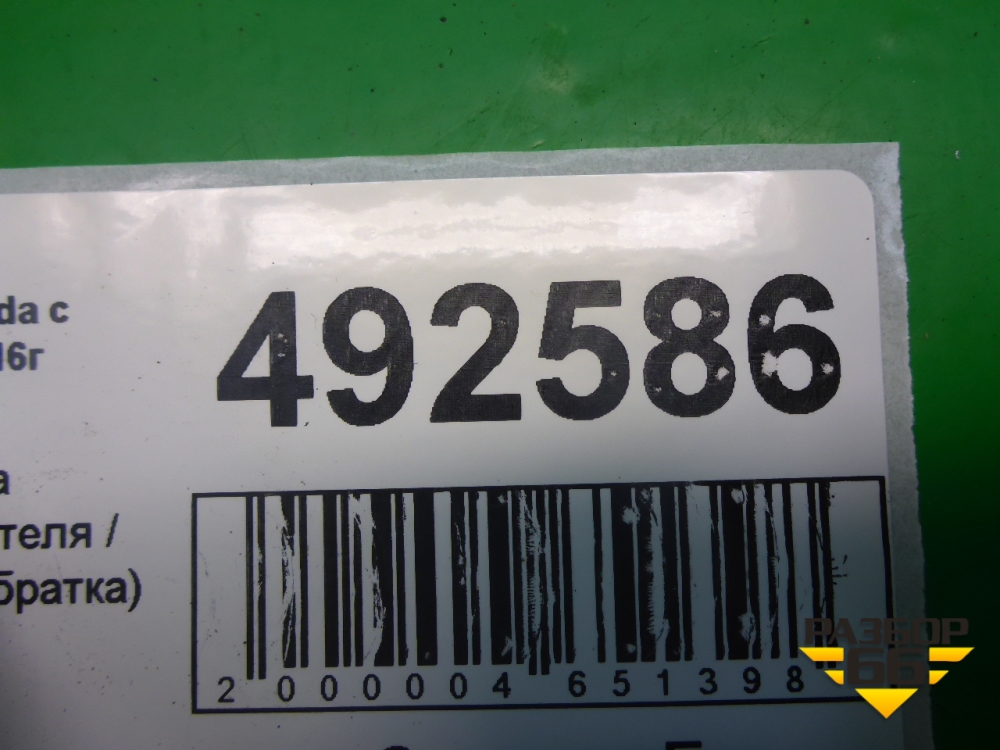 da с
16г
492586
а
теля /
братка)
2 000004 651398
РАЗБОР
66